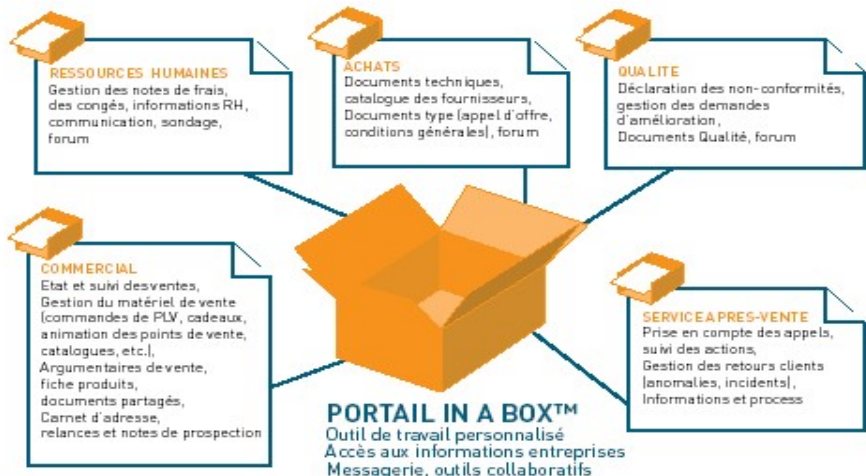 RESSOURCES HUMAINES
Gestion des notes de frais,
des congés, informations RH,
communication, sondage,
forum
ACHATS
Documents techniques,
catalogue des fournisseurs,
Documents type (appel d'offre,
conditions générales), forum
QUALITE
Déclaration des non-conformités,
gestion des demandes
d'amélioration,
Documents Qualité, forum
COMMERCIAL
Etat et suivi des ventes,
Gestion du matériel de vente
(commandes de PLV, cadeaux,
animation des points de vente,
catalogues, etc.),
Argumentaires de vente,
fiche produits,
documents partagés,
Carnet d'adresse,
relances et notes de prospection
SERVICE APRES-VENTE
Prise en compte des appels,
suivi des actions,
Gestion des retours clients
(anomalies, incidents),
Informations et process
PORTAIL IN A BOX™
Outil de travail personnalisé
Accès aux informations entreprises
Messagerie, outils collaboratifs